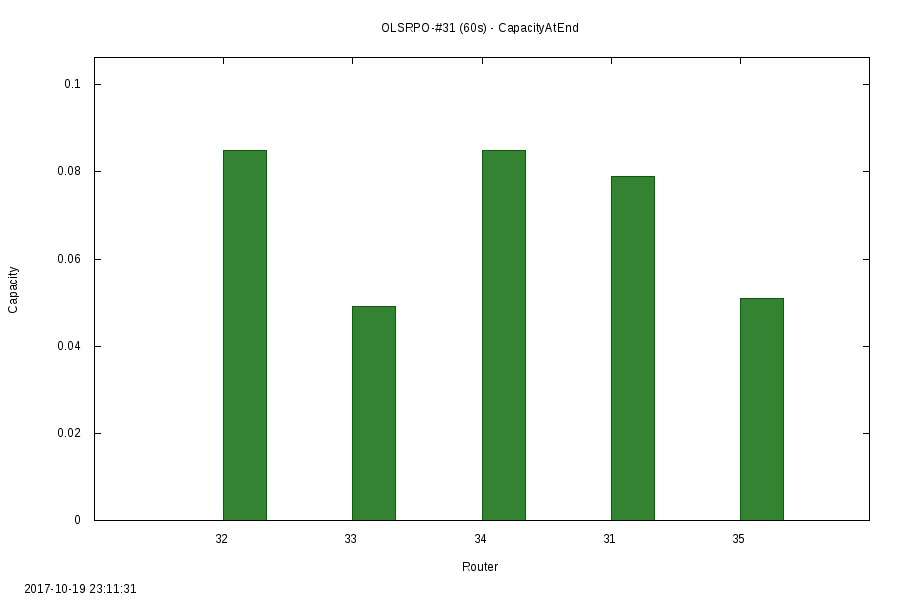 OLSRPO-#31 (60s) - CapacityAtEnd
0.1
0.08
0.06
0.04
0.02
0
Capacity
32 33 34 31 35
Router
2017-10-19 23:11:31